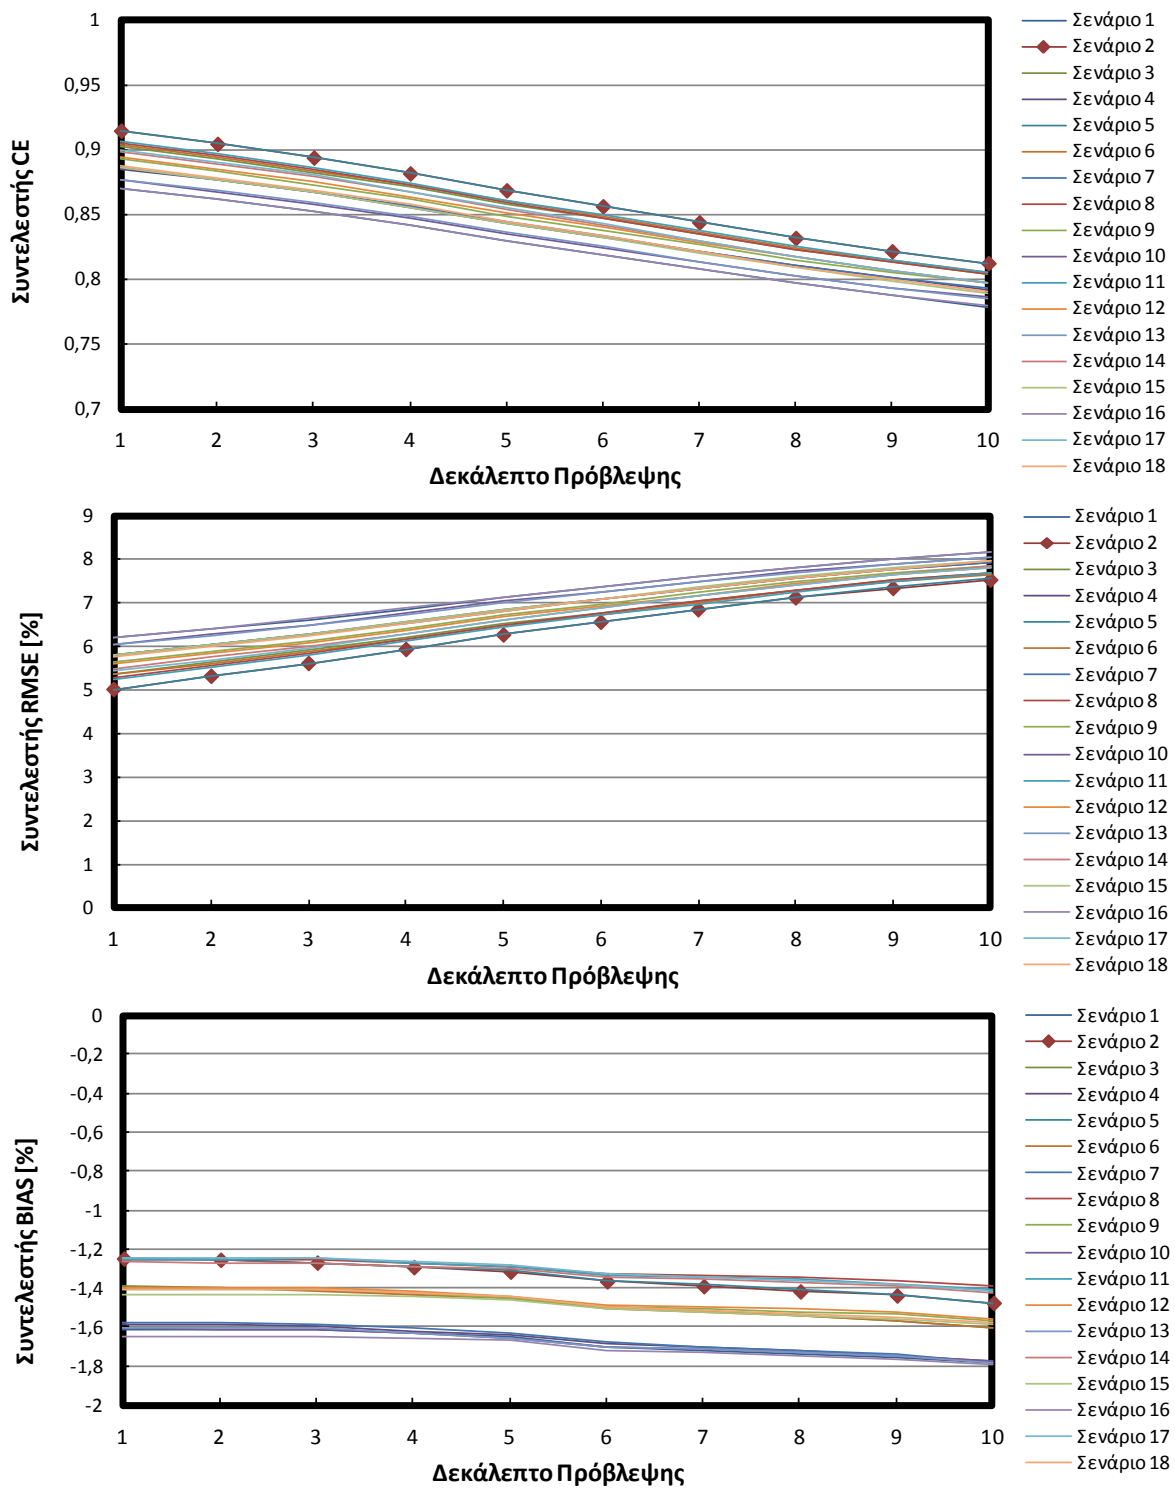 Συντελεστής CE
1
0,95
0,9
0,85
0,8
0,75
0,7
1 2 3 4 5 6 7 8 9 10
Δεκάλεπτο Πρόβλεψης
Σενάριο 1
Σενάριο 2
Σενάριο 3
Σενάριο 4
Σενάριο 5
Σενάριο 6
Σενάριο 7
Σενάριο 8
Σενάριο 9
Σενάριο 10
Σενάριο 11
Σενάριο 12
Σενάριο 13
Σενάριο 14
Σενάριο 15
Σενάριο 16
Σενάριο 17
Σενάριο 18
Συντελεστής RMSE [%]
9
8
7
6
5
4
3
2
1
0
1 2 3 4 5 6 7 8 9 10
Δεκάλεπτο Πρόβλεψης
Σενάριο 1
Σενάριο 2
Σενάριο 3
Σενάριο 4
Σενάριο 5
Σενάριο 6
Σενάριο 7
Σενάριο 8
Σενάριο 9
Σενάριο 10
Σενάριο 11
Σενάριο 12
Σενάριο 13
Σενάριο 14
Σενάριο 15
Σενάριο 16
Σενάριο 17
Σενάριο 18
Συντελεστής BIAS [%]
0
-0,2
-0,4
-0,6
-0,8
-1
-1,2
-1,4
-1,6
-1,8
-2
1 2 3 4 5 6 7 8 9 10
Δεκάλεπτο Πρόβλεψης
Σενάριο 1
Σενάριο 2
Σενάριο 3
Σενάριο 4
Σενάριο 5
Σενάριο 6
Σενάριο 7
Σενάριο 8
Σενάριο 9
Σενάριο 10
Σενάριο 11
Σενάριο 12
Σενάριο 13
Σενάριο 14
Σενάριο 15
Σενάριο 16
Σενάριο 17
Σενάριο 18